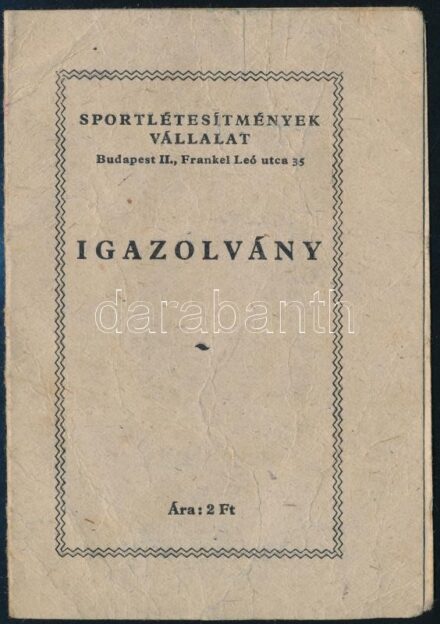 SPORTLÉTESÍTMÉNYEK
VÁLLALAT
Budapest II., Frankel Leó utca 35
IGAZOLVÁNY
darabanth
Ára: 2 Ft